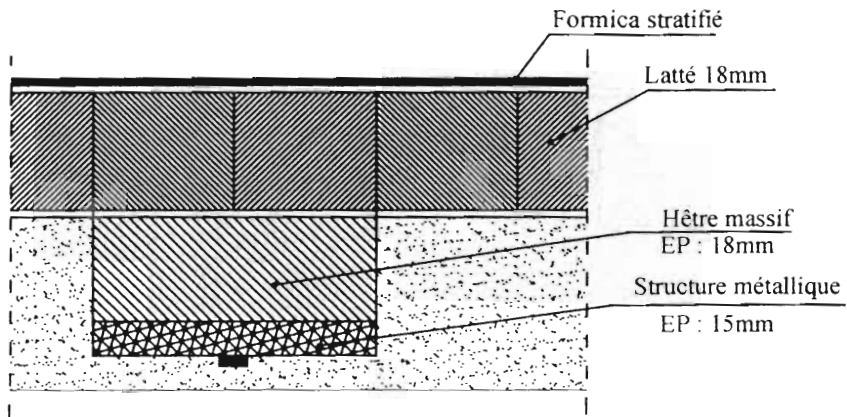 Formica stratifié
Latté 18mm
Hêtre massif
EP : 18mm
Structure métallique
EP : 15mm